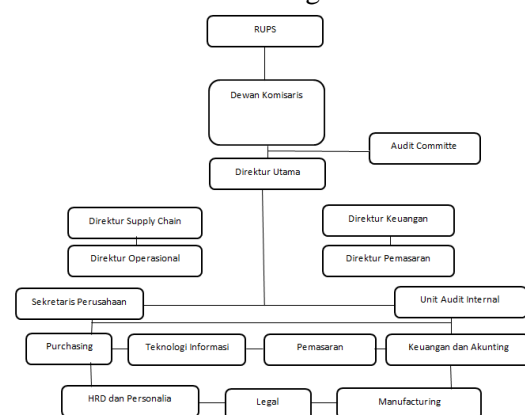 RUPS
Dewan Komisaris
Audit Committe
Direktur Utama
Direktur Supply Chain
Direktur Keuangan
Direktur Operasional
Direktur Pemasaran
Sekretaris Perusahaan
Unit Audit Internal
Purchasing
Teknologi Informasi
Pemasaran
Keuangan dan Akunting
HRD dan Personalia
Legal
Manufacturing